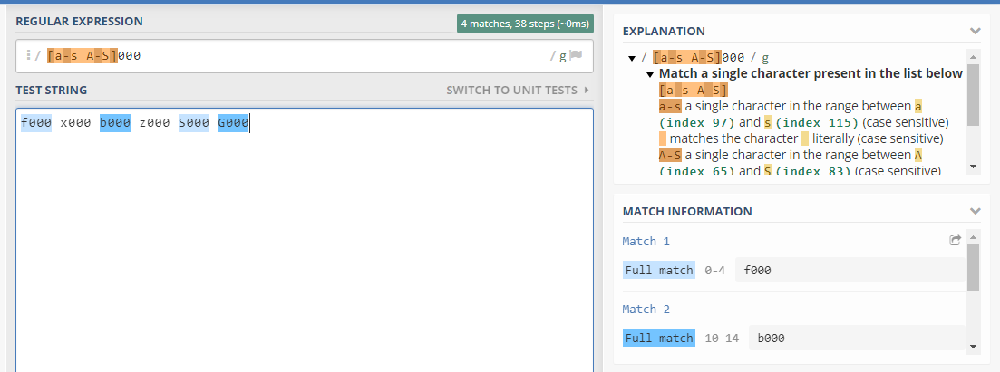 REGULAR EXPRESSION
4 matches, 38 steps (~0ms)
/ [a-s A-S]000 / g
TEST STRING
SWITCH TO UNIT TESTS
f000 x000 b000 z000 S000 G000
EXPLANATION
/ [a-s A-S]000 / g
Match a single character present in the list below
[a-s A-S]
a-s a single character in the range between a
(index 97) and s (index 115) (case sensitive)
matches the character   literally (case sensitive)
A-S a single character in the range between A
(index 65) and S (index 83) (case sensitive)
MATCH INFORMATION
Match 1
Full match 0-4 f000
Match 2
Full match 10-14 b000